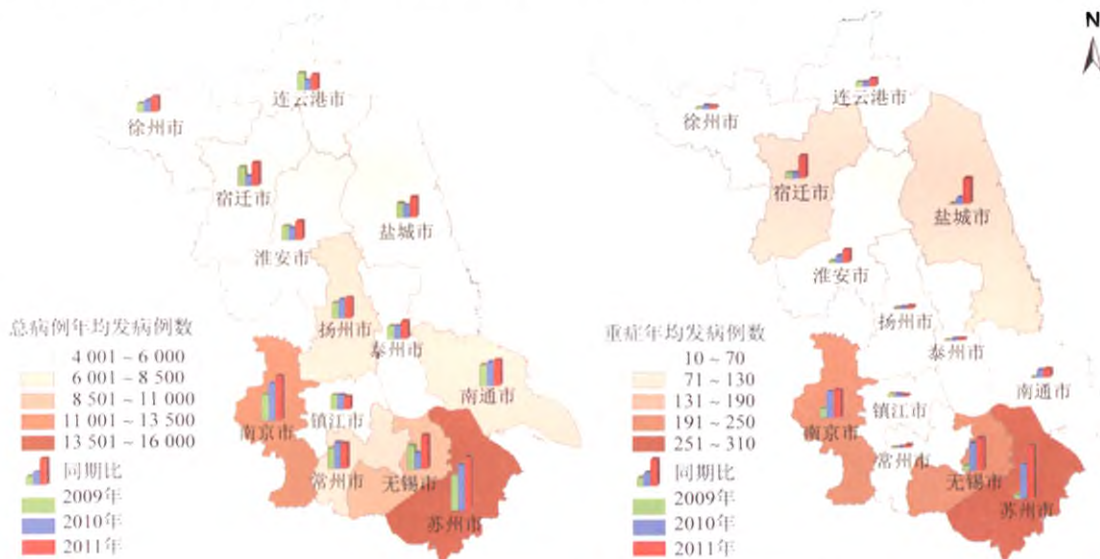 连云港市
徐州市
宿迁市
盐城市
淮安市
扬州市
泰州市
南通市
镇江市
南京市
常州市
无锡市
苏州市
总病例年均发病例数
4 001~6 000
6 001~8 500
8 501~11 000
11 001~13 500
13 501~16 000
同期比
2009年
2010年
2011年
N
连云港市
徐州市
宿迁市
盐城市
淮安市
扬州市
泰州市
南通市
镇江市
南京市
常州市
无锡市
苏州市
重症年均发病例数
10~70
71~130
131~190
191~250
251~310
同期比
2009年
2010年
2011年